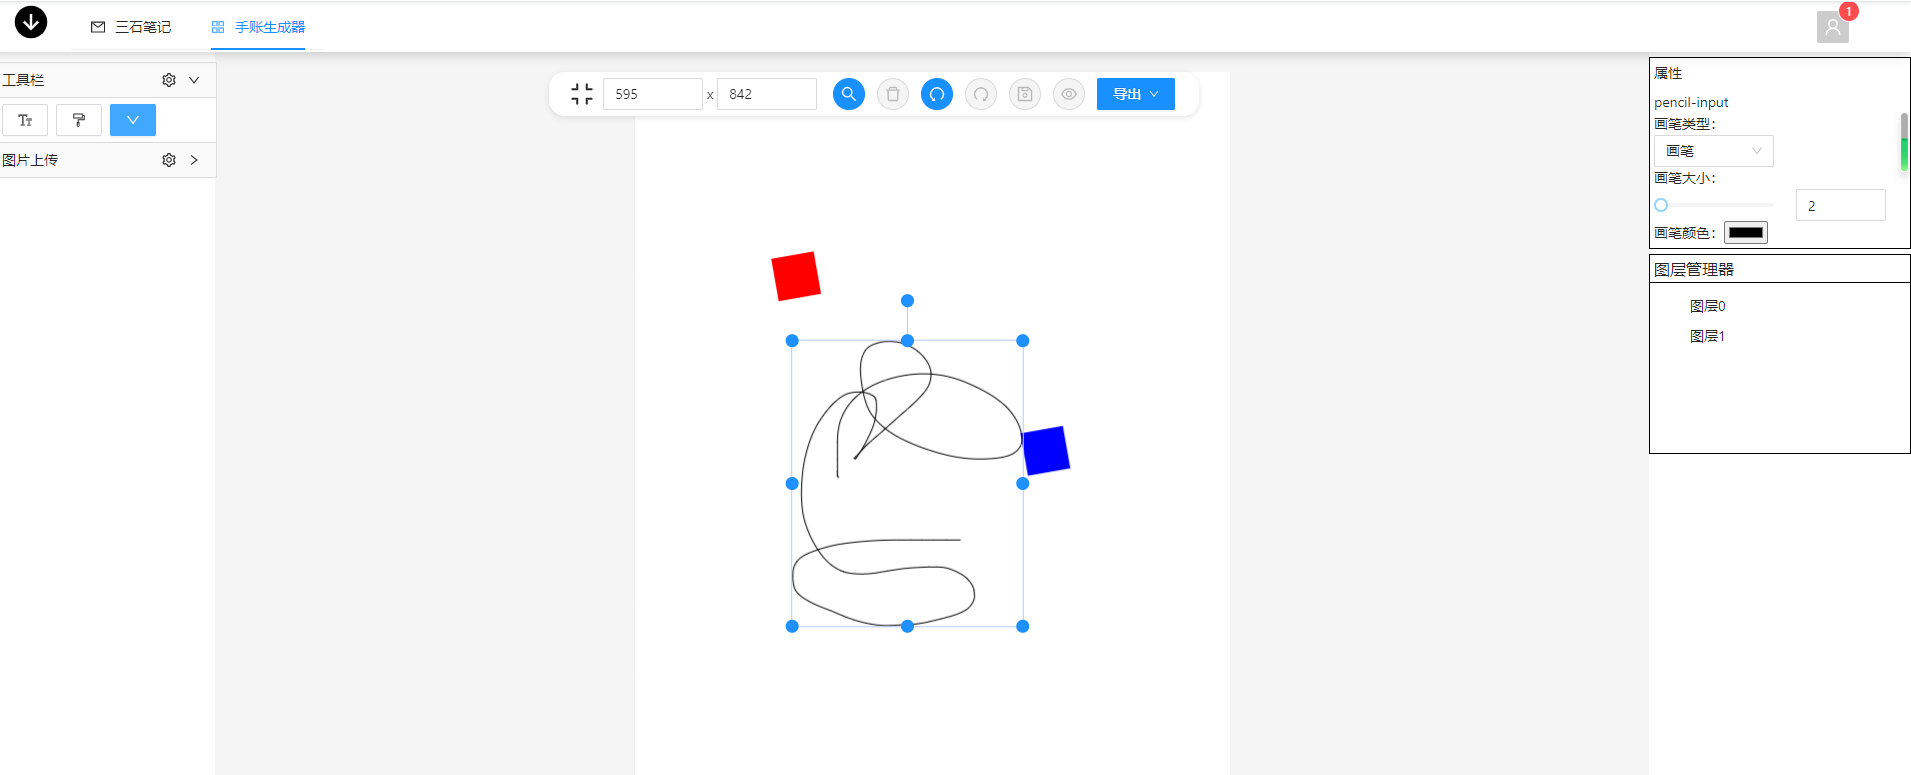 三石笔记
手账生成器
1
工具栏
图片上传
595 x 842
导出
属性
pencil-input
画笔类型：
画笔
画笔大小：
2
画笔颜色：
图层管理器
图层0
图层1